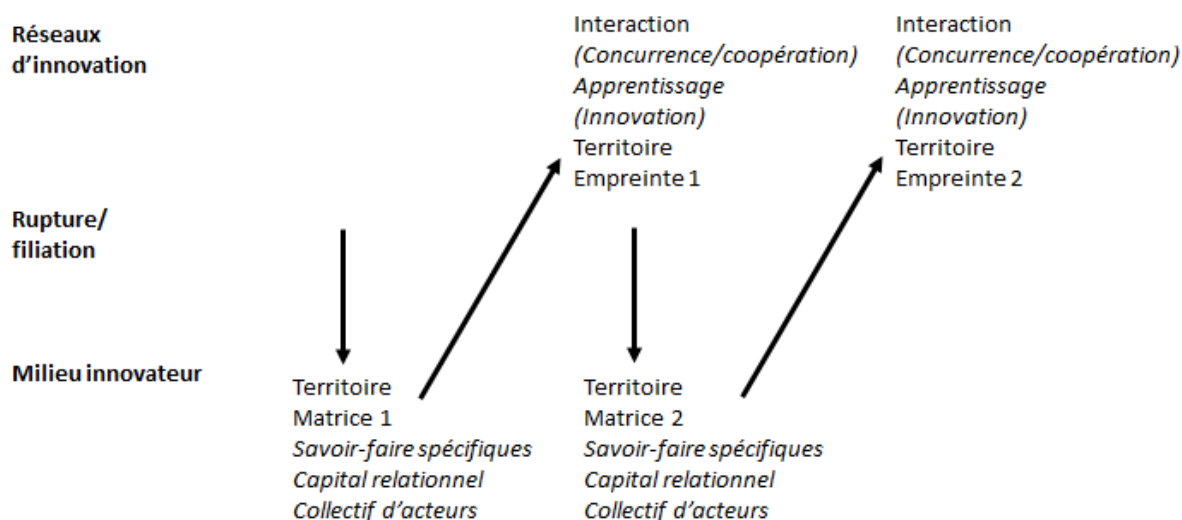 Réseaux
d'innovation
Interaction
(Concurrence/coopération)
Apprentissage
(Innovation)
Territoire
Empreinte 1
Interaction
(Concurrence/coopération)
Apprentissage
(Innovation)
Territoire
Empreinte 2
Rupture/
filiation
Milieu innovateur
Territoire
Matrice 1
Savoir-faire spécifiques
Capital relationnel
Collectif d'acteurs
Territoire
Matrice 2
Savoir-faire spécifiques
Capital relationnel
Collectif d'acteurs